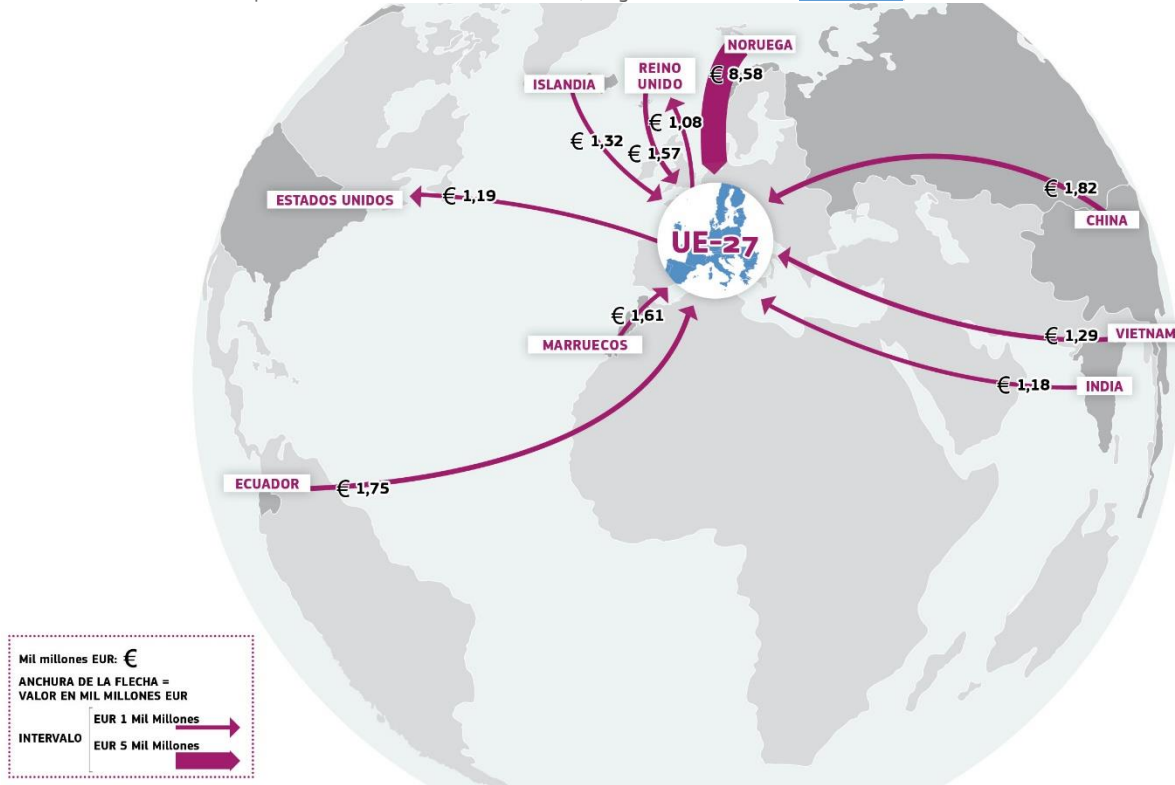 NORUEGA
€ 8,58
REINO
UNIDO
ISLANDIA
€ 1,08
€ 1,32
€ 1,57
€ 1,82
ESTADOS UNIDOS
€ 1,19
CHINA
UE-27
€ 1,61
MARRUECOS
€ 1,29
VIETNAM
€ 1,18
INDIA
ECUADOR
€ 1,75
Mil millones EUR: €
ANCHURA DE LA FLECHA =
VALOR EN MIL MILLONES EUR
INTERVALO
EUR 1 Mil Millones
EUR 5 Mil Millones